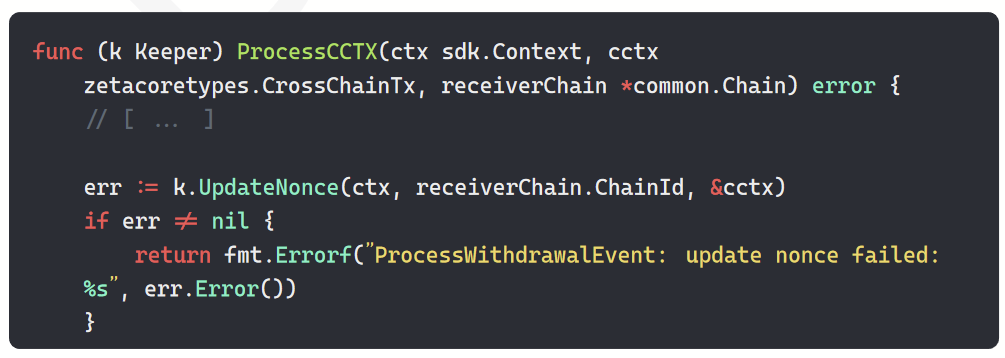 func (k Keeper) ProcessCCTX(ctx sdk.Context, cctx
zetacoretypes.CrossChainTx, receiverChain *common.Chain) error {
// [ ... ]
err := k.UpdateNonce(ctx, receiverChain.ChainId, &cctx)
if err != nil {
return fmt.Errorf("ProcessWithdrawalEvent: update nonce failed:
%s", err.Error())
}